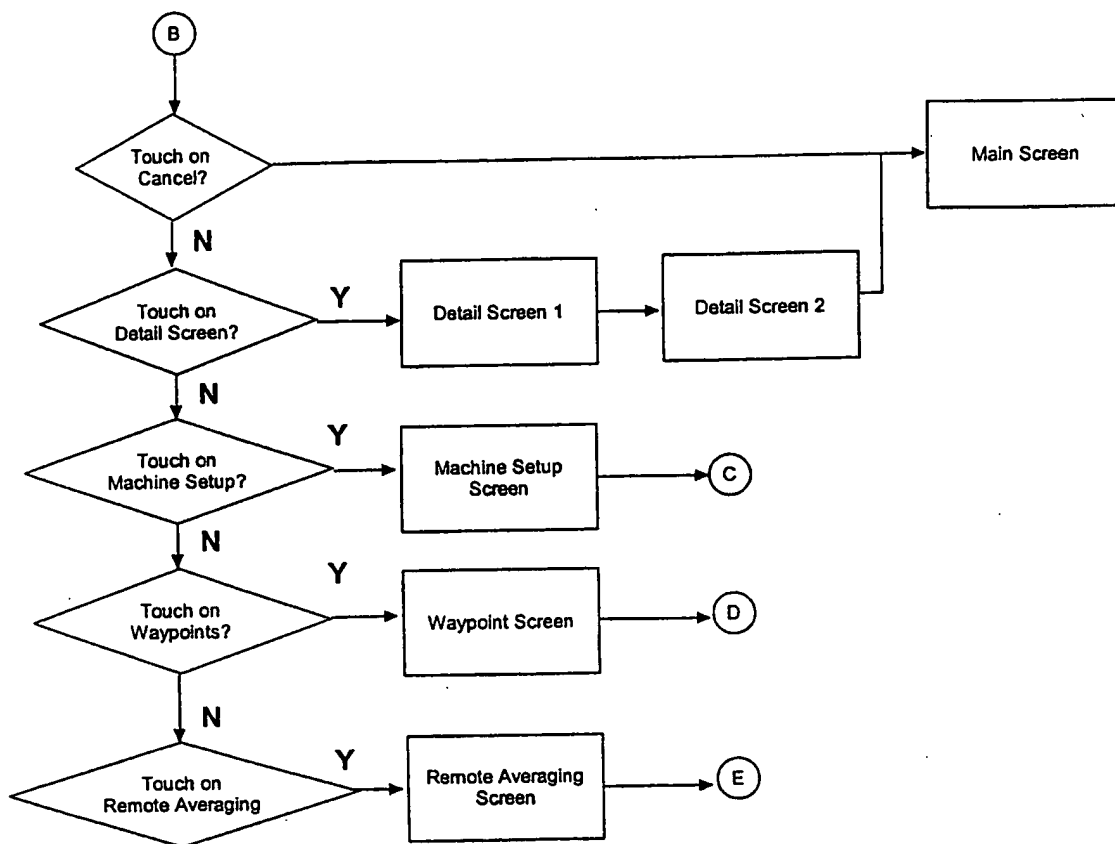 B
Touch on
Cancel?
Main Screen
N
Touch on
Detail Screen?
Y
Detail Screen 1
Detail Screen 2
N
Touch on
Machine Setup?
Y
Machine Setup
Screen
C
N
Touch on
Waypoints?
Y
Waypoint Screen
D
N
Touch on
Remote Averaging
Y
Remote Averaging
Screen
E